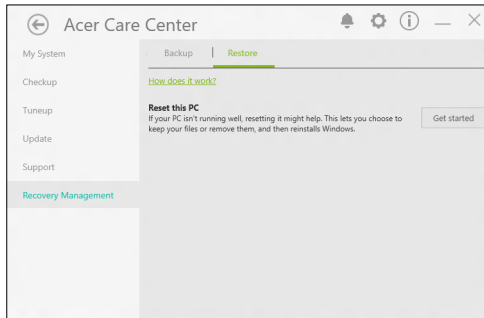 Acer Care Center
My System
Checkup
Tuneup
Update
Support
Recovery Management
Backup | Restore
How does it work?
Reset this PC
If your PC isn't running well, resetting it might help. This lets you choose to
keep your files or remove them, and then reinstalls Windows.
Get started